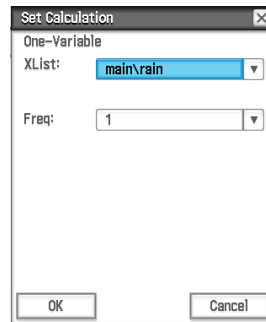 Set Calculation
One-Variable
XList: main\rain
Freq: 1
OK Cancel